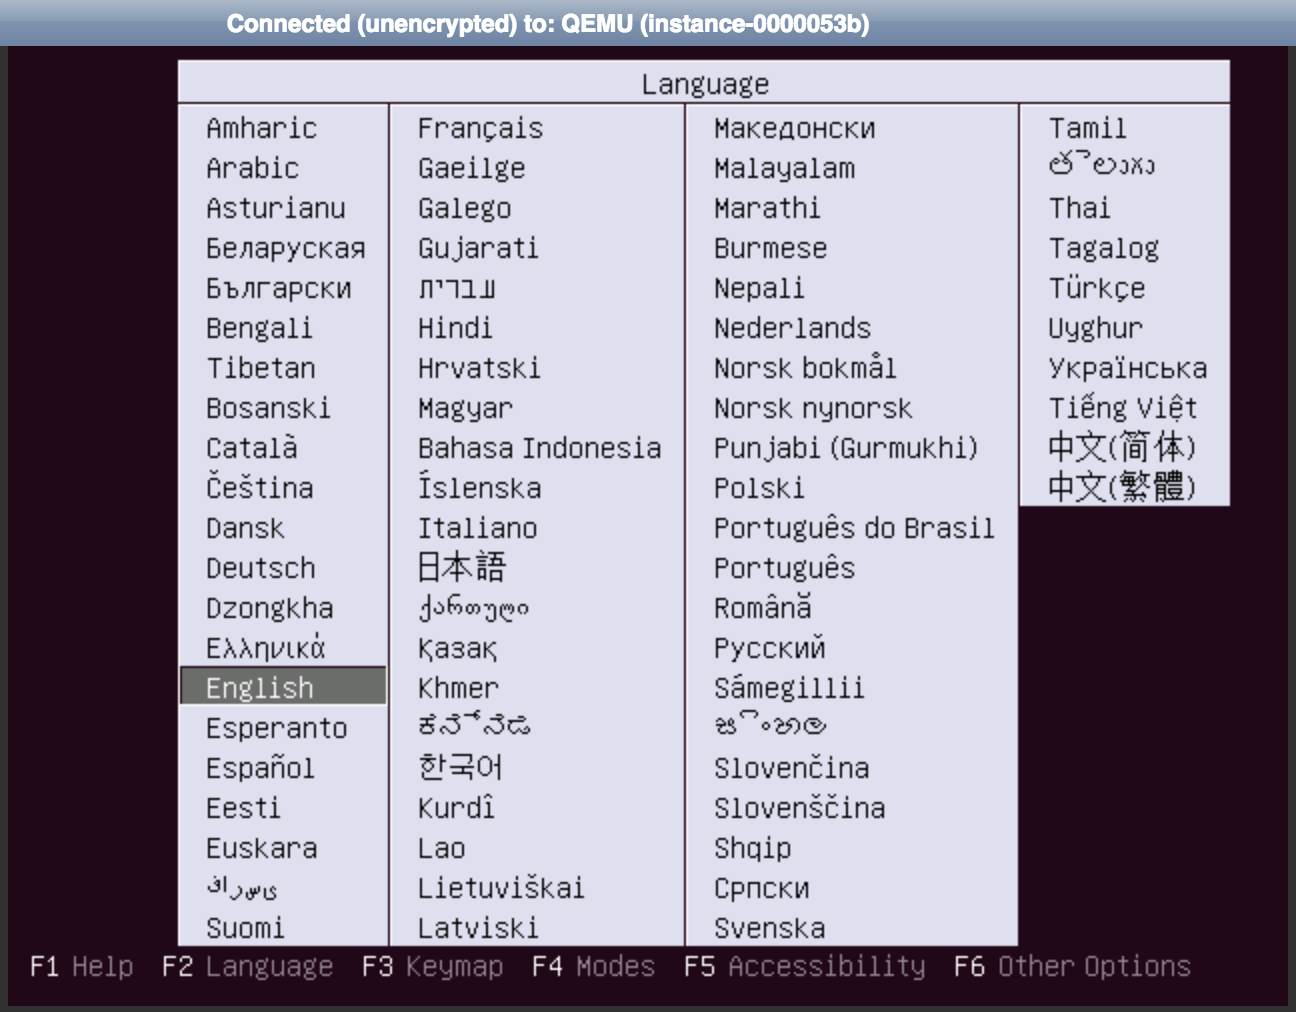 Connected (unencrypted) to: QEMU (instance-0000053b)
Language
Amharic
Arabic
Asturianu
Беларуская
Български
Bengali
Tibetan
Bosanski
Català
Čeština
Dansk
Deutsch
Dzongkha
Ελληνικά
English
Esperanto
Español
Eesti
Euskara
ﻰﺳﺭﺎﻓ
Suomi
Français
Gaeilge
Galego
Gujarati
עברית
Hindi
Hrvatski
Magyar
Bahasa Indonesia
Íslenska
Italiano
日本語
ქართული
Қазақ
Khmer
한국어
Kurdî
Lao
Lietuviškai
Latviski
Македонски
Malayalam
Marathi
Burmese
Nepali
Nederlands
Norsk bokmål
Norsk nynorsk
Punjabi (Gurmukhi)
Polski
Português do Brasil
Português
Română
Русский
Sámegillii
Slovenčina
Slovenščina
Shqip
Српски
Svenska
Tamil
Thai
Tagalog
Türkçe
Uyghur
Українська
Tiếng Việt
中文(简体)
中文(繁體)
F1 Help F2 Language F3 Keymap F4 Modes F5 Accessibility F6 Other Options